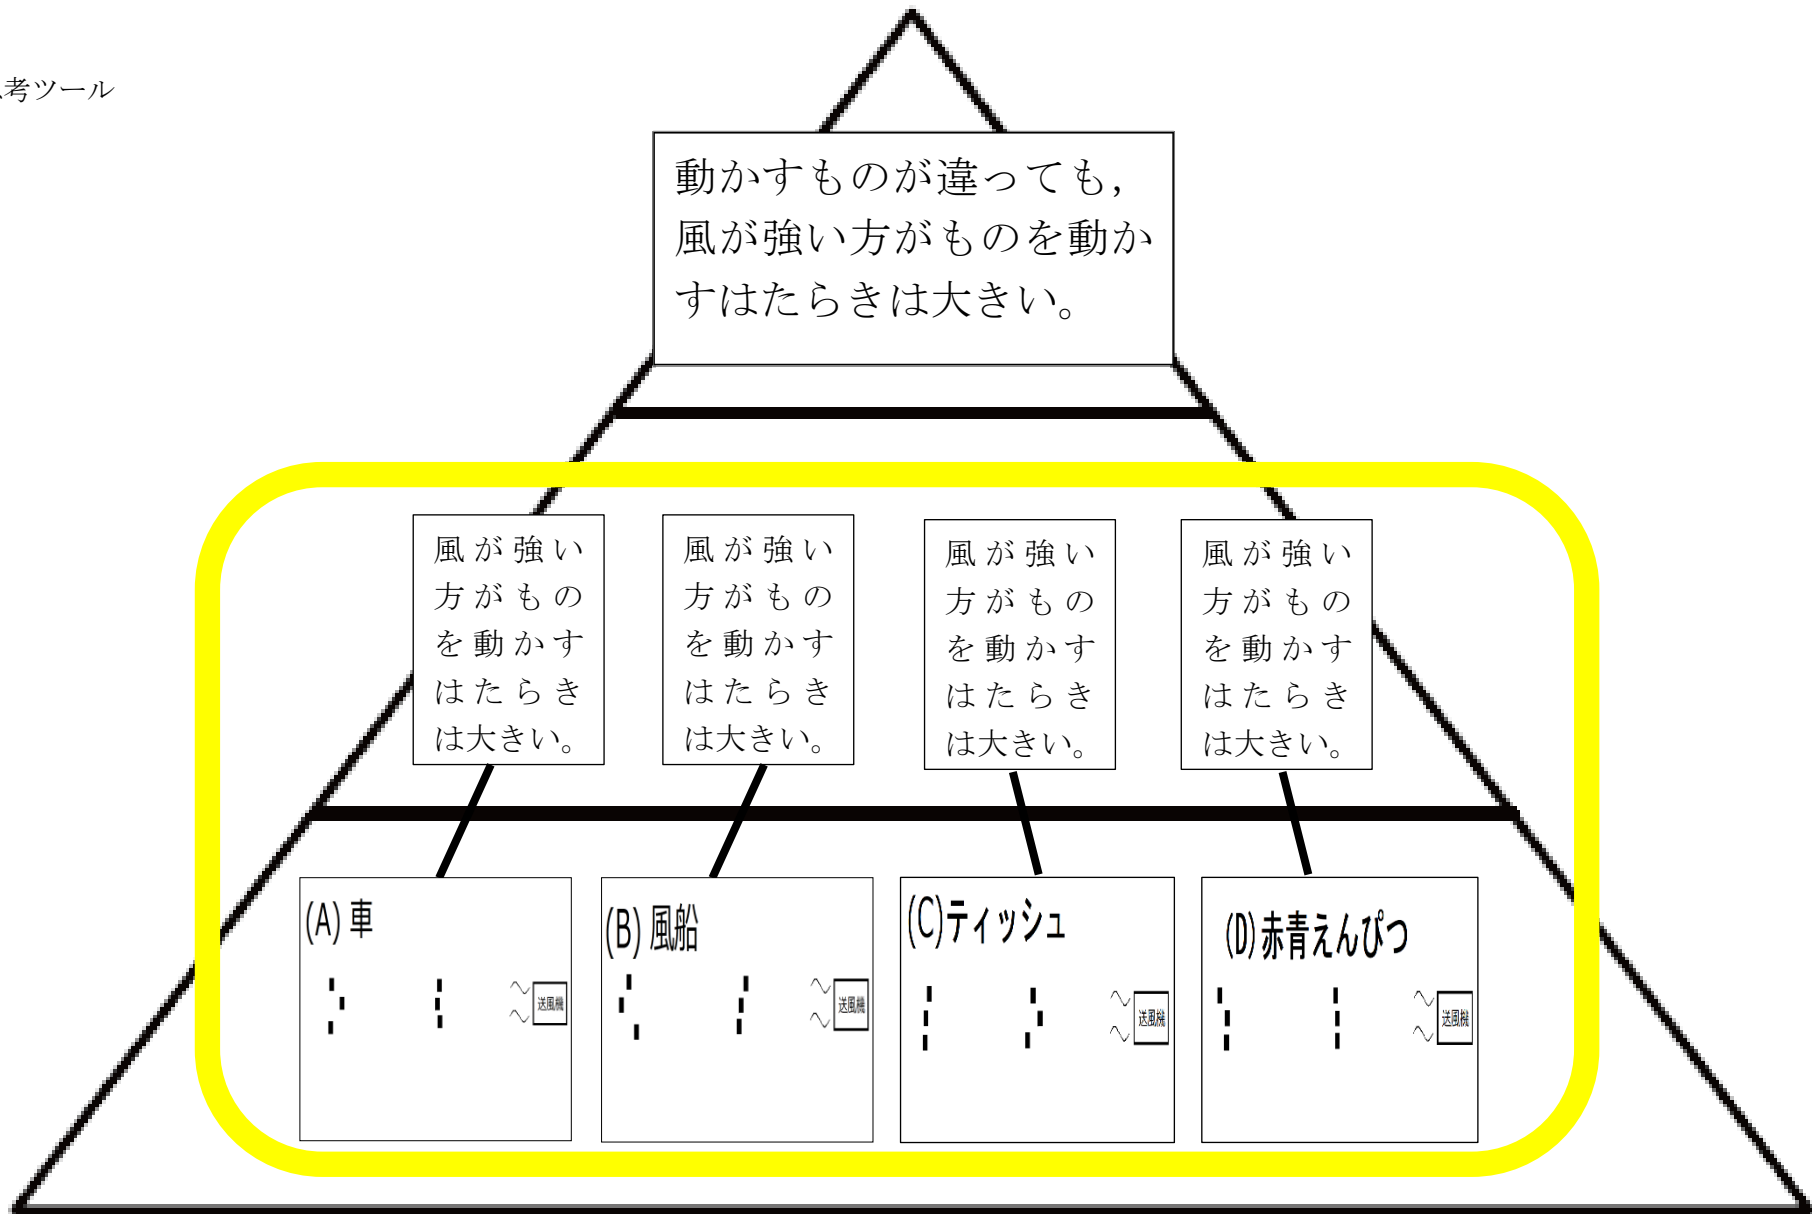 考ツール
動かすものが違っても,
風が強い方がものを動か
すはたらきは大きい。
風が強い
方がもの
を動かす
はたらき
は大きい。
風が強い
方がもの
を動かす
はたらき
は大きい。
風が強い
方がもの
を動かす
はたらき
は大きい。
風が強い
方がもの
を動かす
はたらき
は大きい。
(A) 車
送風機
(B) 風船
送風機
(C)ティッシュ
送風機
(D)赤青えんぴつ
送風機